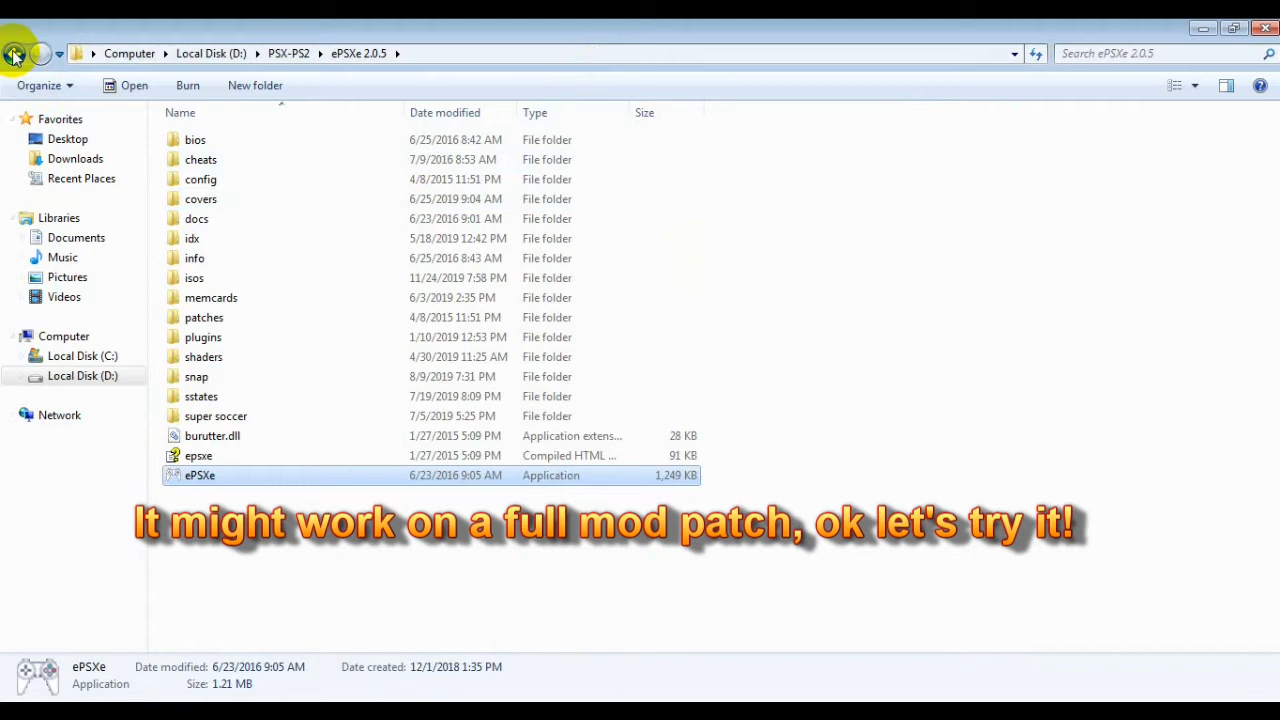 Computer Local Disk (D:) PSX-PS2 ePSXe 2.0.5 Search ePSXe 2.0.5
Organize Open Burn New folder
Name Date modified Type Size
Favorites
Desktop
Downloads
Recent Places
Libraries
Documents
Music
Pictures
Videos
Computer
Local Disk (C:)
Local Disk (D:)
Network
bios 6/25/2016 8:42 AM File folder
cheats 7/9/2016 8:53 AM File folder
config 4/8/2015 11:51 PM File folder
covers 6/25/2019 9:04 AM File folder
docs 6/23/2016 9:01 AM File folder
idx 5/18/2019 12:42 PM File folder
info 6/25/2016 8:43 AM File folder
isos 11/24/2019 7:58 PM File folder
memcards 6/3/2019 2:35 PM File folder
patches 4/8/2015 11:51 PM File folder
plugins 1/10/2019 12:53 PM File folder
shaders 4/30/2019 11:25 AM File folder
snap 8/9/2019 7:31 PM File folder
sstates 7/19/2019 8:09 PM File folder
super soccer 7/5/2019 5:25 PM File folder
burutter.dll 1/27/2015 5:09 PM Application extens... 28 KB
epsxe 1/27/2015 5:09 PM Compiled HTML ... 91 KB
ePSXe 6/23/2016 9:05 AM Application 1,249 KB
It might work on a full mod patch, ok let's try it!
ePSXe Date modified: 6/23/2016 9:05 AM Date created: 12/1/2018 1:35 PM
Application Size: 1.21 MB